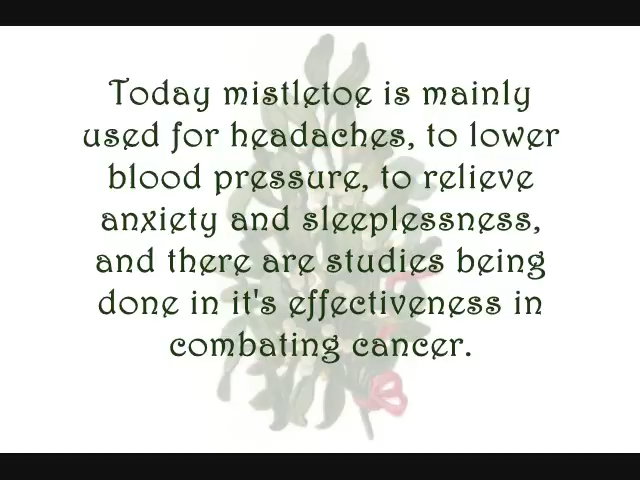 Today mistletoe is mainly
used for headaches, to lower
blood pressure, to relieve
anxiety and sleeplessness,
and there are studies being
done in it's effectiveness in
combating cancer.